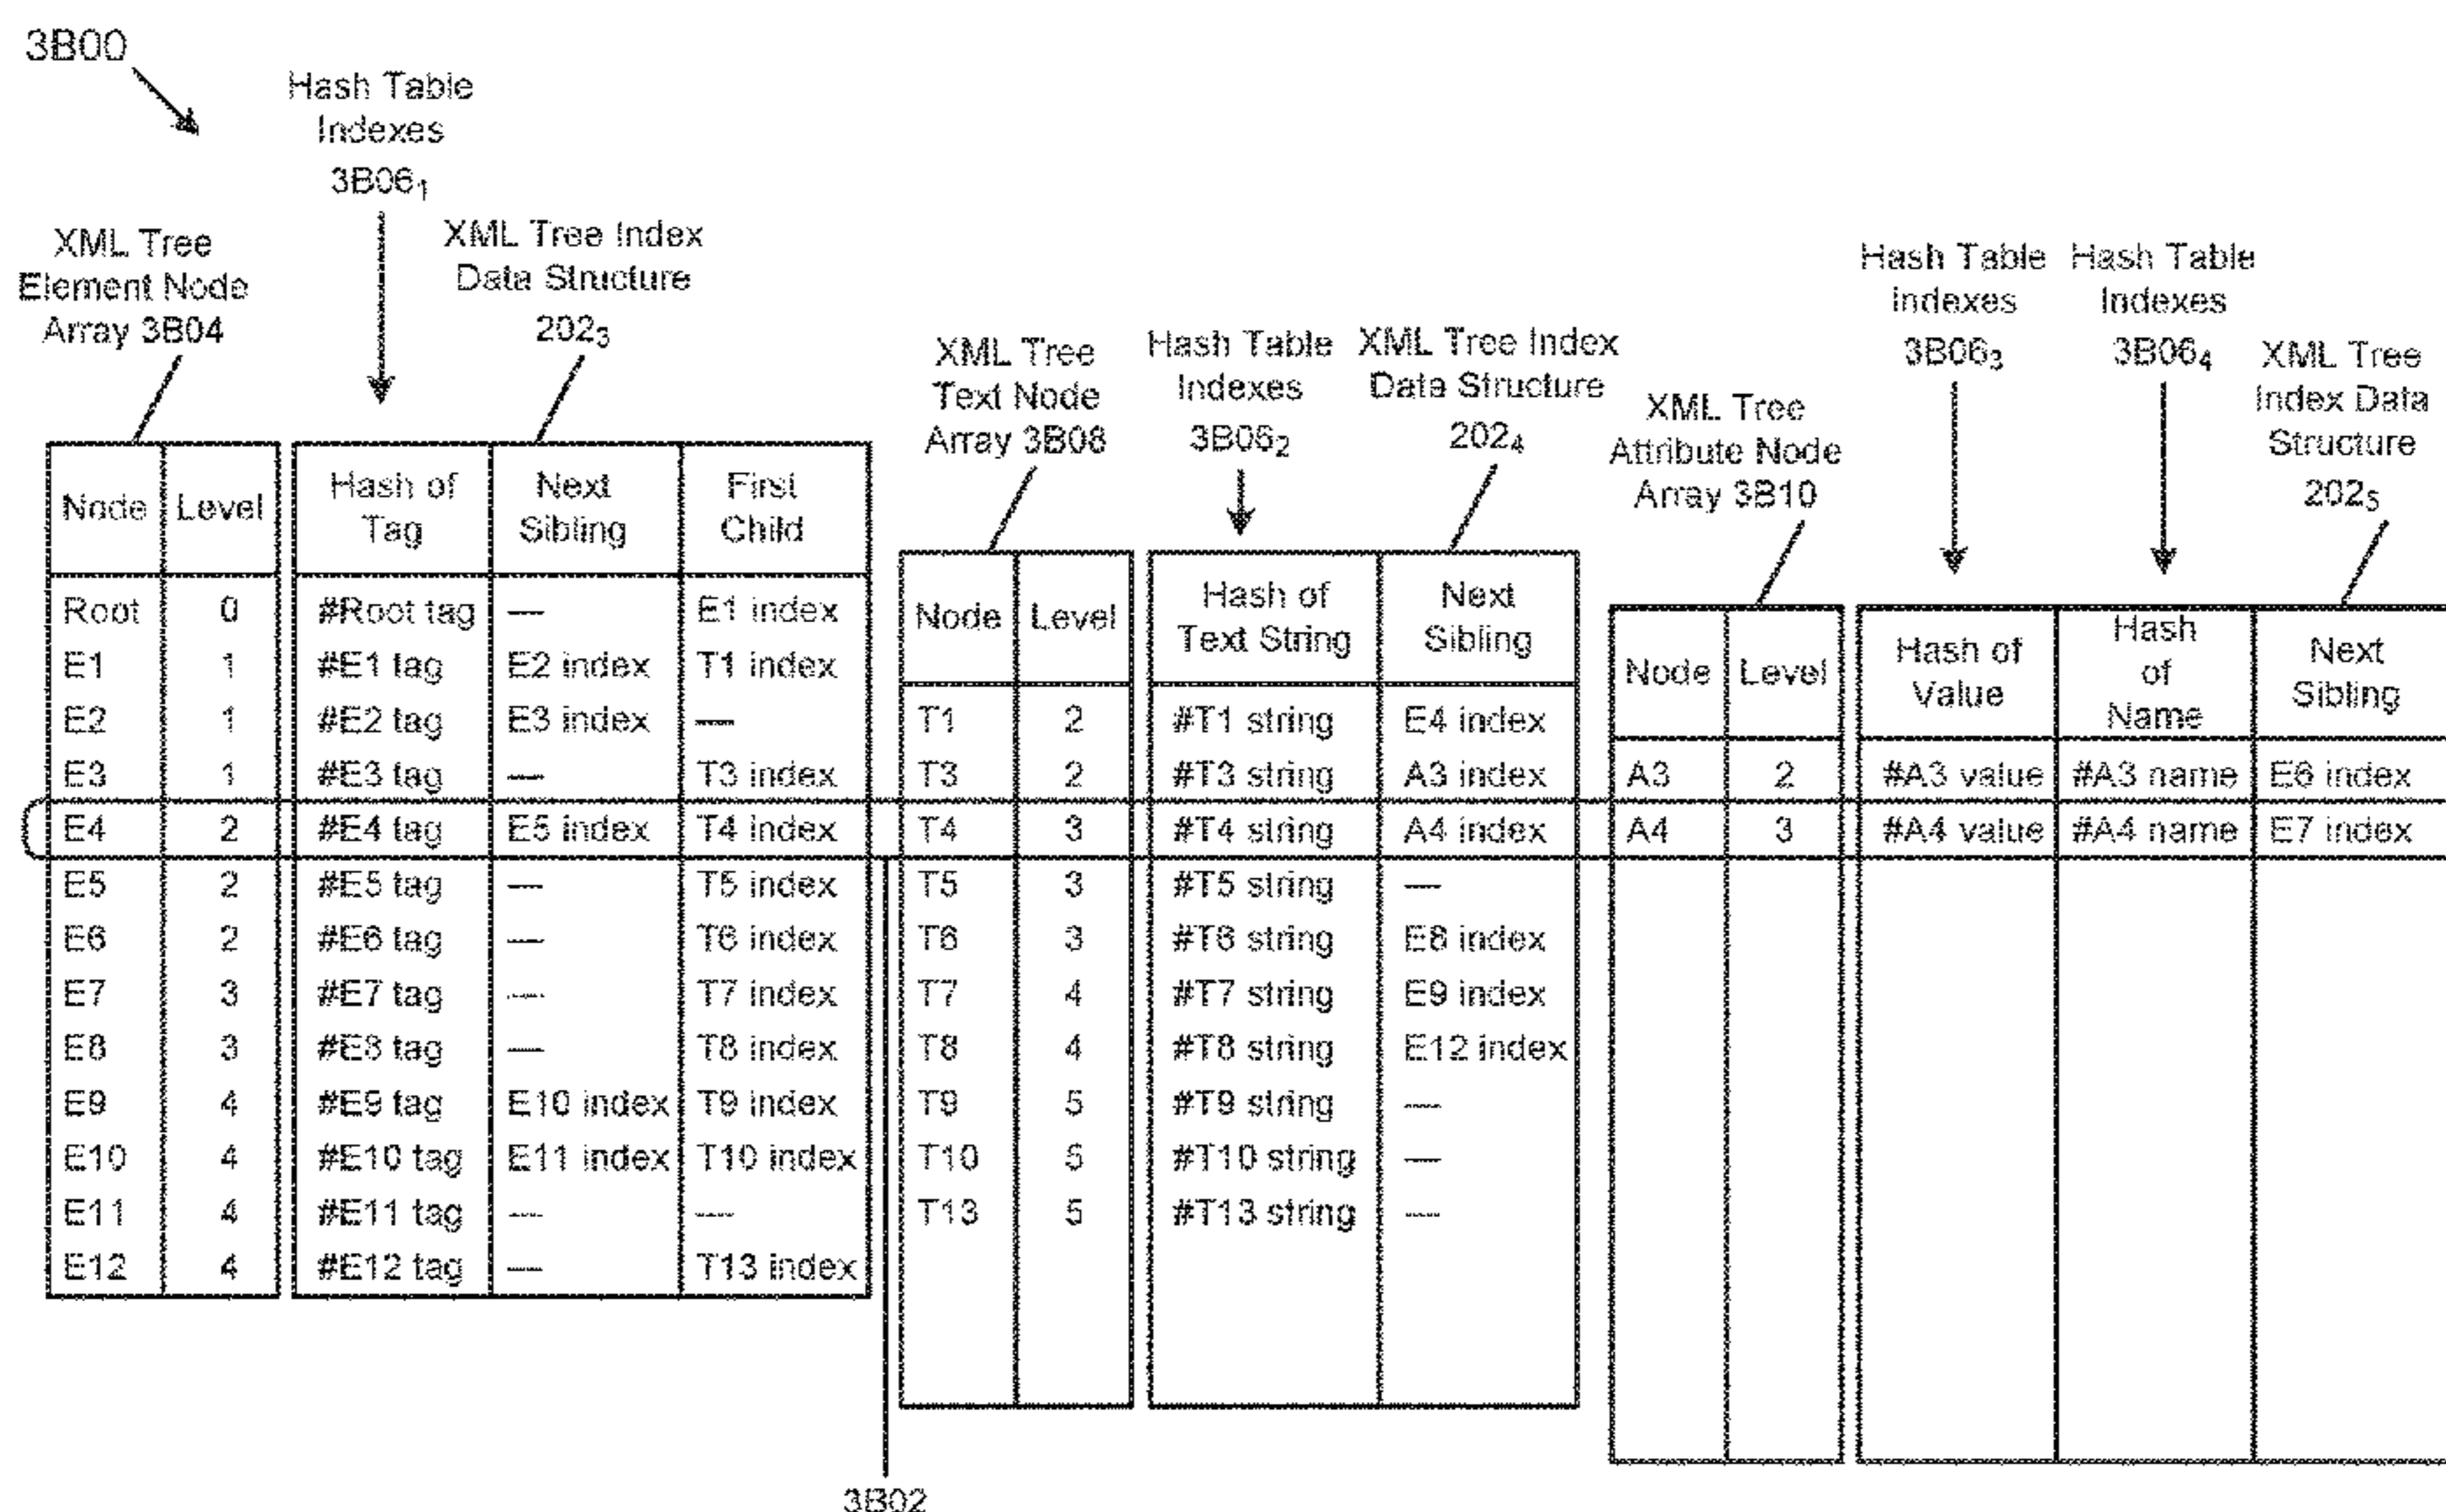 3B00
Hash Table
Indexes
3B06₁
XML Tree
Element Node
Array 3B04
XML Tree Index
Data Structure
202₃
Node Level Hash of Tag Next Sibling First Child
Root 0 #Root tag — E1 index
E1 1 #E1 tag E2 index T1 index
E2 1 #E2 tag E3 index —
E3 1 #E3 tag — T3 index
E4 2 #E4 tag E5 index T4 index
E5 2 #E5 tag — T5 index
E6 2 #E6 tag — T6 index
E7 3 #E7 tag — T7 index
E8 3 #E8 tag — T8 index
E9 4 #E9 tag E10 index T9 index
E10 4 #E10 tag E11 index T10 index
E11 4 #E11 tag — —
E12 4 #E12 tag — T13 index
XML Tree
Text Node
Array 3B08
Hash Table
Indexes
3B06₂
XML Tree Index
Data Structure
202₄
Node Level Hash of Text String Next Sibling
T1 2 #T1 string E4 index
T3 2 #T3 string A3 index
T4 3 #T4 string A4 index
T5 3 #T5 string —
T6 3 #T6 string E8 index
T7 4 #T7 string E9 index
T8 4 #T8 string E12 index
T9 5 #T9 string —
T10 5 #T10 string —
T13 5 #T13 string —
XML Tree
Attribute Node
Array 3B10
Hash Table
Indexes
3B06₃
Hash Table
Indexes
3B06₄
XML Tree
Index Data
Structure
202₅
Node Level Hash of Value Hash of Name Next Sibling
A3 2 #A3 value #A3 name E6 index
A4 3 #A4 value #A4 name E7 index
3B02